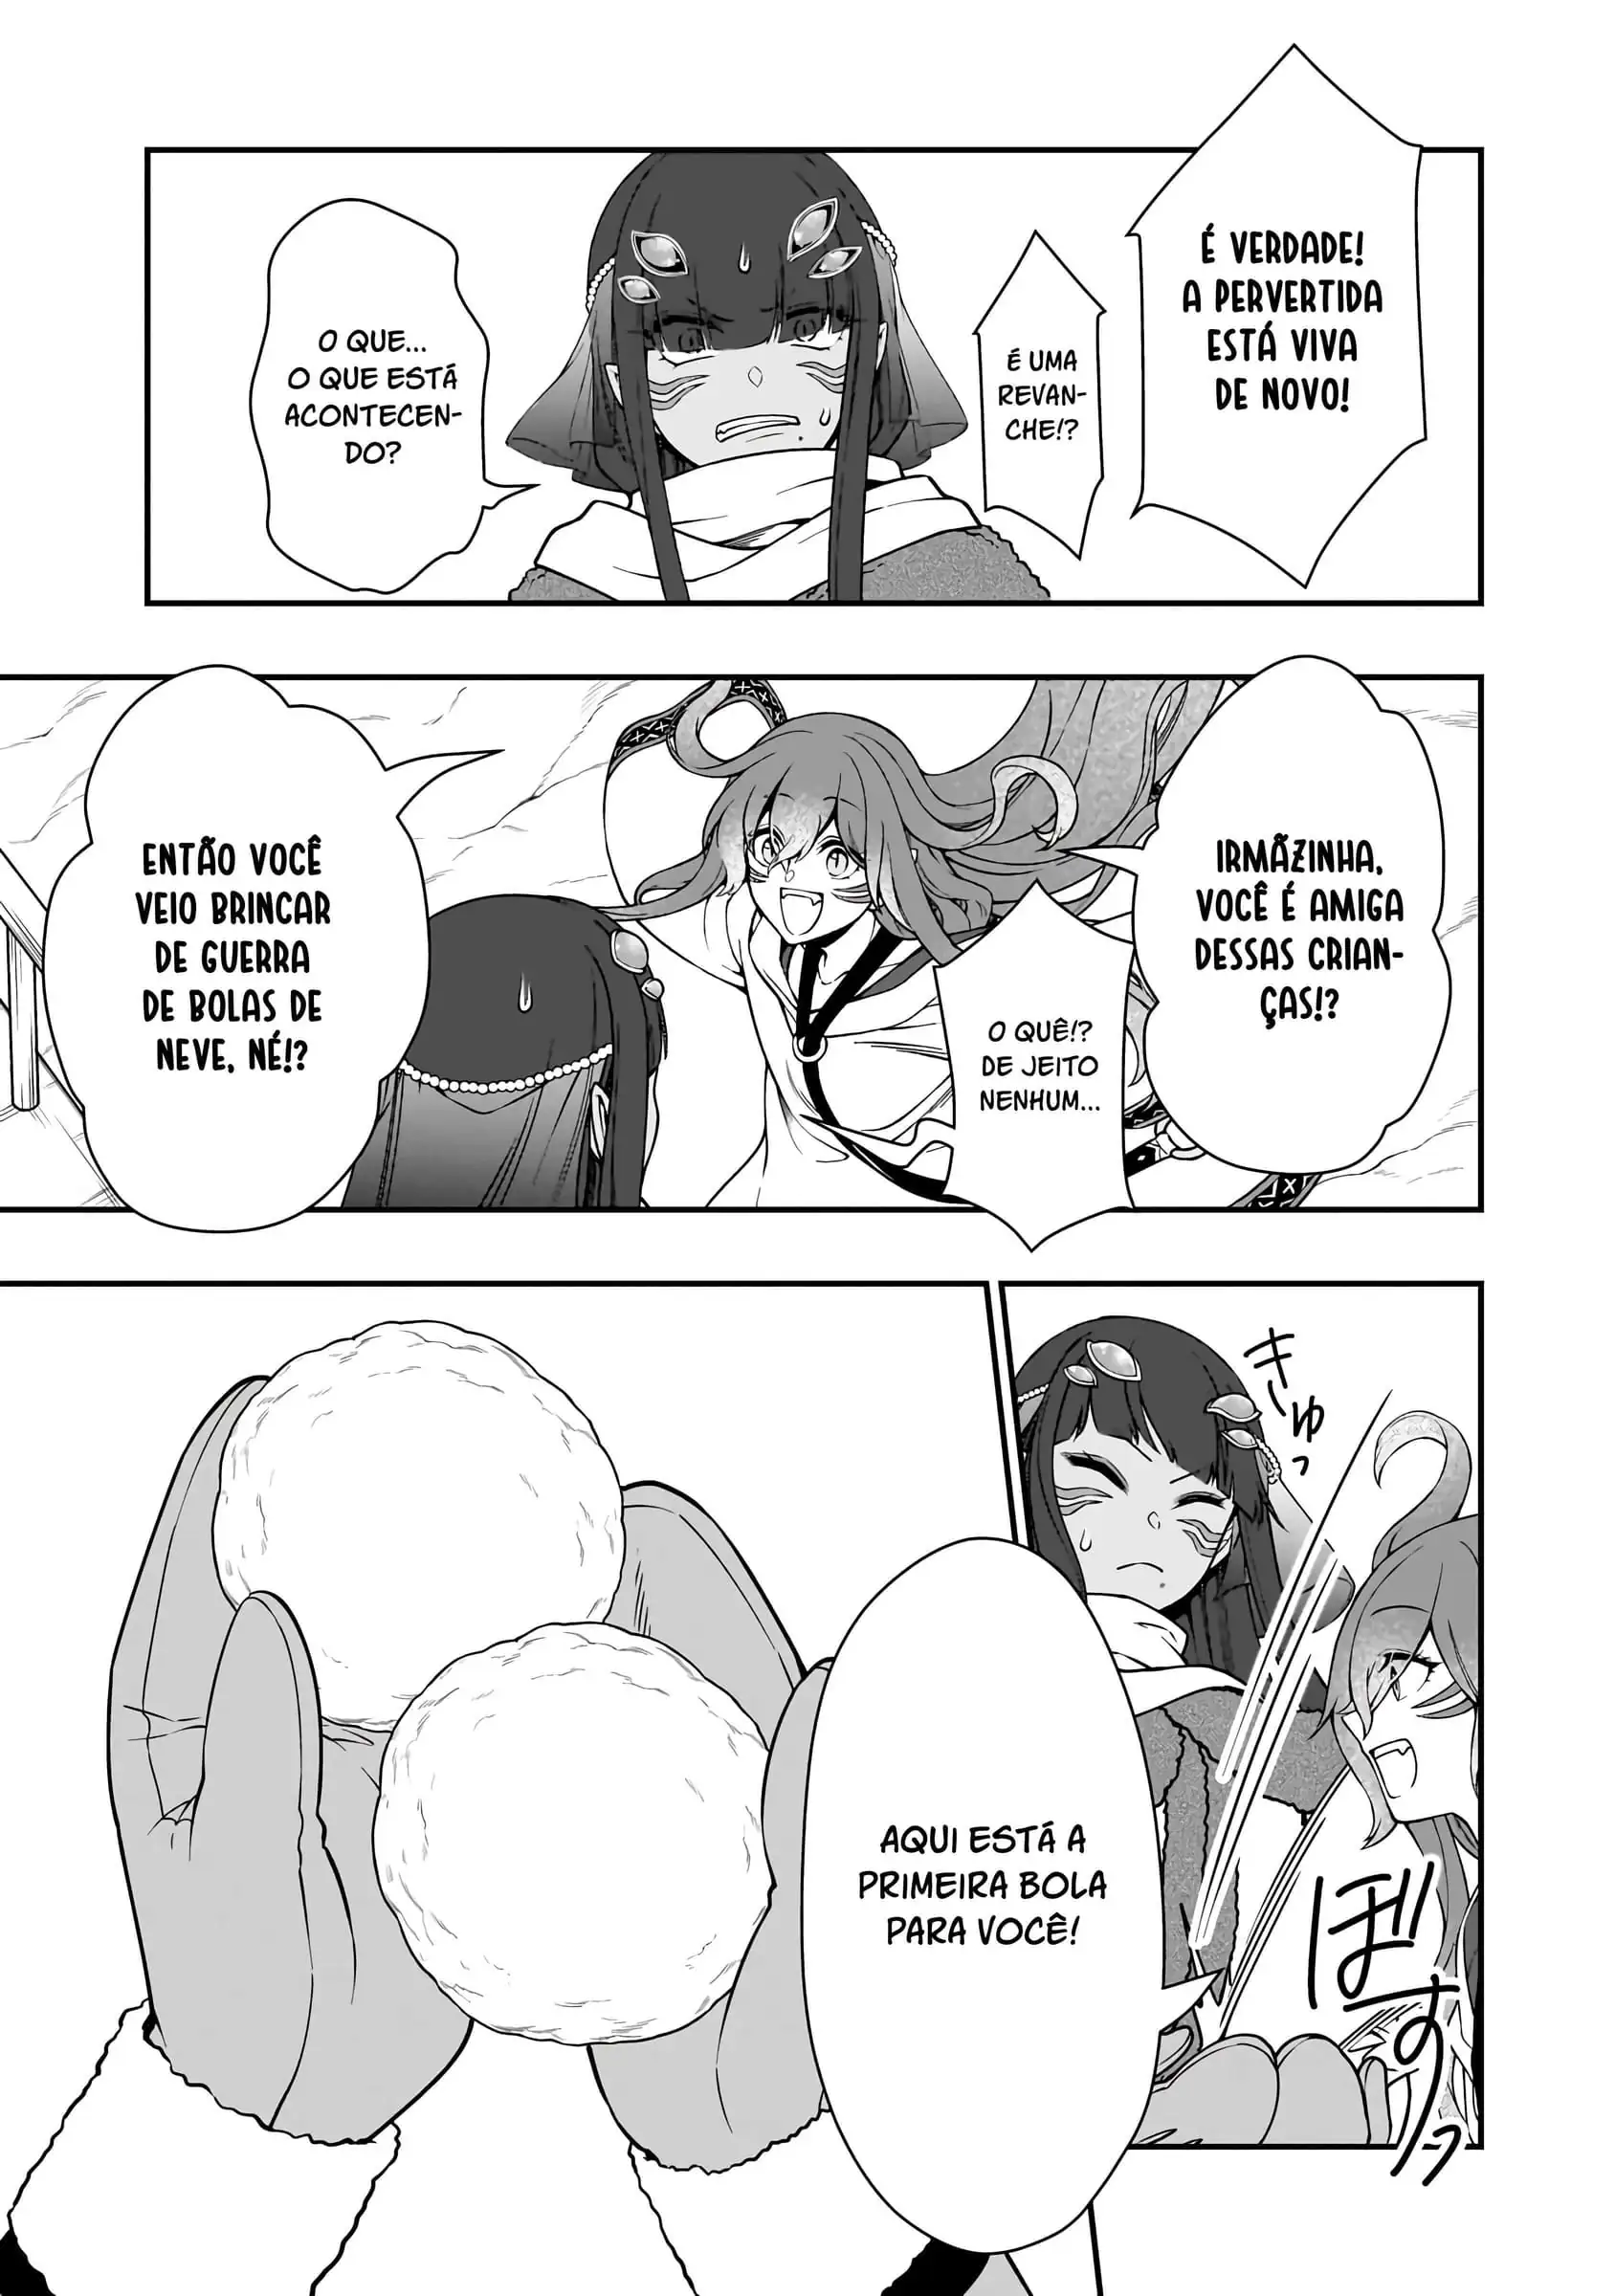 É VERDADE!
A PERVERTIDA
ESTÁ VIVA
DE NOVO!
É UMA
REVAN-
CHE!?
O QUE...
O QUE ESTÁ
ACONTECEN-
DO?
IRMÃZINHA,
VOCÊ É AMIGA
DESSAS CRIAN-
ÇAS!?
O QUÊ!?
DE JEITO
NENHUM...
ENTÃO VOCÊ
VEIO BRINCAR
DE GUERRA
DE BOLAS DE
NEVE, NÉ!?
きゅっ
ぼすっ
AQUI ESTÁ A
PRIMEIRA BOLA
PARA VOCÊ!